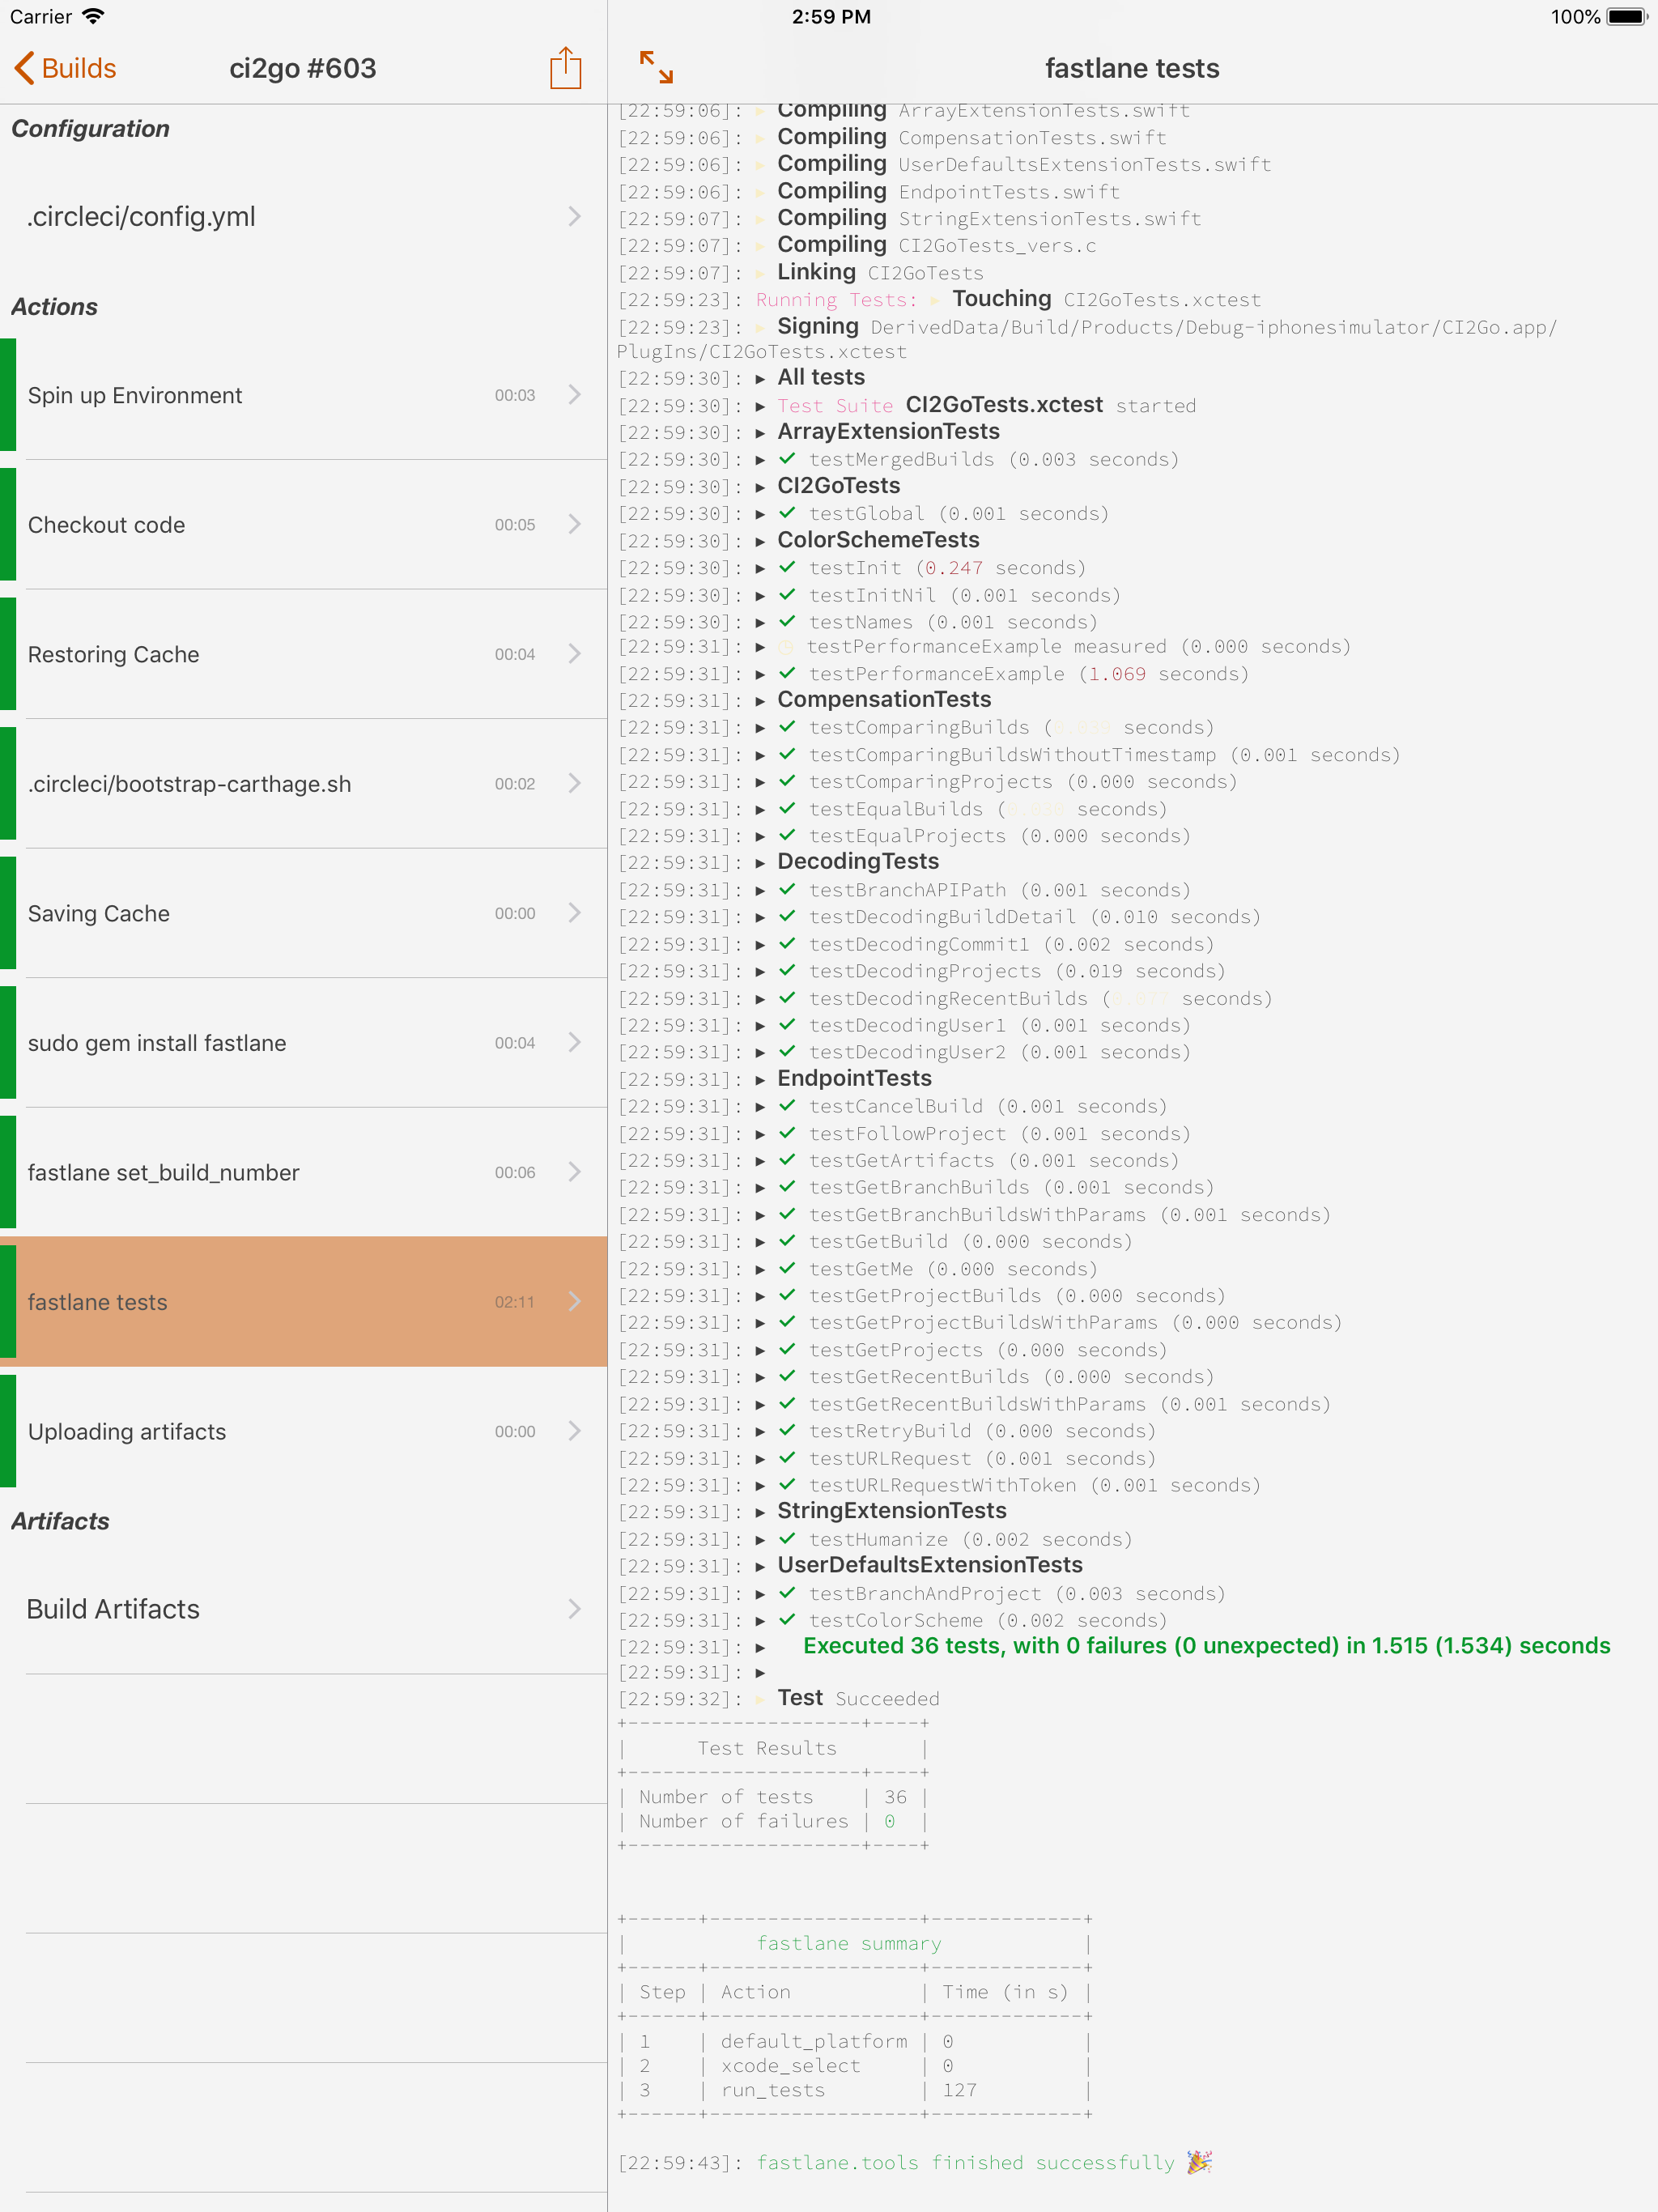 Carrier
2:59 PM
100%
Builds
ci2go #603
fastlane tests
Configuration
.circleci/config.yml
Actions
Spin up Environment 00:03
Checkout code 00:05
Restoring Cache 00:04
.circleci/bootstrap-carthage.sh 00:02
Saving Cache 00:00
sudo gem install fastlane 00:04
fastlane set_build_number 00:06
fastlane tests 02:11
Uploading artifacts 00:00
Artifacts
Build Artifacts
[22:59:06]: ▸ Compiling ArrayExtensionTests.swift
[22:59:06]: ▸ Compiling CompensationTests.swift
[22:59:06]: ▸ Compiling UserDefaultsExtensionTests.swift
[22:59:06]: ▸ Compiling EndpointTests.swift
[22:59:07]: ▸ Compiling StringExtensionTests.swift
[22:59:07]: ▸ Compiling CI2GoTests_vers.c
[22:59:07]: ▸ Linking CI2GoTests
[22:59:23]: Running Tests: ▸ Touching CI2GoTests.xctest
[22:59:23]: ▸ Signing DerivedData/Build/Products/Debug-iphonesimulator/CI2Go.app/
PlugIns/CI2GoTests.xctest
[22:59:30]: ▸ All tests
[22:59:30]: ▸ Test Suite CI2GoTests.xctest started
[22:59:30]: ▸ ArrayExtensionTests
[22:59:30]: ▸ ✓ testMergedBuilds (0.003 seconds)
[22:59:30]: ▸ CI2GoTests
[22:59:30]: ▸ ✓ testGlobal (0.001 seconds)
[22:59:30]: ▸ ColorSchemeTests
[22:59:30]: ▸ ✓ testInit (0.247 seconds)
[22:59:30]: ▸ ✓ testInitNil (0.001 seconds)
[22:59:30]: ▸ ✓ testNames (0.001 seconds)
[22:59:31]: ▸ ◷ testPerformanceExample measured (0.000 seconds)
[22:59:31]: ▸ ✓ testPerformanceExample (1.069 seconds)
[22:59:31]: ▸ CompensationTests
[22:59:31]: ▸ ✓ testComparingBuilds ( seconds)
[22:59:31]: ▸ ✓ testComparingBuildsWithoutTimestamp (0.001 seconds)
[22:59:31]: ▸ ✓ testComparingProjects (0.000 seconds)
[22:59:31]: ▸ ✓ testEqualBuilds ( seconds)
[22:59:31]: ▸ ✓ testEqualProjects (0.000 seconds)
[22:59:31]: ▸ DecodingTests
[22:59:31]: ▸ ✓ testBranchAPIPath (0.001 seconds)
[22:59:31]: ▸ ✓ testDecodingBuildDetail (0.010 seconds)
[22:59:31]: ▸ ✓ testDecodingCommit1 (0.002 seconds)
[22:59:31]: ▸ ✓ testDecodingProjects (0.019 seconds)
[22:59:31]: ▸ ✓ testDecodingRecentBuilds ( seconds)
[22:59:31]: ▸ ✓ testDecodingUser1 (0.001 seconds)
[22:59:31]: ▸ ✓ testDecodingUser2 (0.001 seconds)
[22:59:31]: ▸ EndpointTests
[22:59:31]: ▸ ✓ testCancelBuild (0.001 seconds)
[22:59:31]: ▸ ✓ testFollowProject (0.001 seconds)
[22:59:31]: ▸ ✓ testGetArtifacts (0.001 seconds)
[22:59:31]: ▸ ✓ testGetBranchBuilds (0.001 seconds)
[22:59:31]: ▸ ✓ testGetBranchBuildsWithParams (0.001 seconds)
[22:59:31]: ▸ ✓ testGetBuild (0.000 seconds)
[22:59:31]: ▸ ✓ testGetMe (0.000 seconds)
[22:59:31]: ▸ ✓ testGetProjectBuilds (0.000 seconds)
[22:59:31]: ▸ ✓ testGetProjectBuildsWithParams (0.000 seconds)
[22:59:31]: ▸ ✓ testGetProjects (0.000 seconds)
[22:59:31]: ▸ ✓ testGetRecentBuilds (0.000 seconds)
[22:59:31]: ▸ ✓ testGetRecentBuildsWithParams (0.001 seconds)
[22:59:31]: ▸ ✓ testRetryBuild (0.000 seconds)
[22:59:31]: ▸ ✓ testURLRequest (0.001 seconds)
[22:59:31]: ▸ ✓ testURLRequestWithToken (0.001 seconds)
[22:59:31]: ▸ StringExtensionTests
[22:59:31]: ▸ ✓ testHumanize (0.002 seconds)
[22:59:31]: ▸ UserDefaultsExtensionTests
[22:59:31]: ▸ ✓ testBranchAndProject (0.003 seconds)
[22:59:31]: ▸ ✓ testColorScheme (0.002 seconds)
[22:59:31]: ▸ Executed 36 tests, with 0 failures (0 unexpected) in 1.515 (1.534) seconds
[22:59:31]: ▸
[22:59:32]: ▸ Test Succeeded
+--------------------+----+
| Test Results |
+--------------------+----+
| Number of tests | 36 |
| Number of failures | 0 |
+--------------------+----+
+------+------------------+-------------+
| fastlane summary |
+------+------------------+-------------+
| Step | Action | Time (in s) |
+------+------------------+-------------+
| 1 | default_platform | 0 |
| 2 | xcode_select | 0 |
| 3 | run_tests | 127 |
+------+------------------+-------------+
[22:59:43]: fastlane.tools finished successfully 🎉